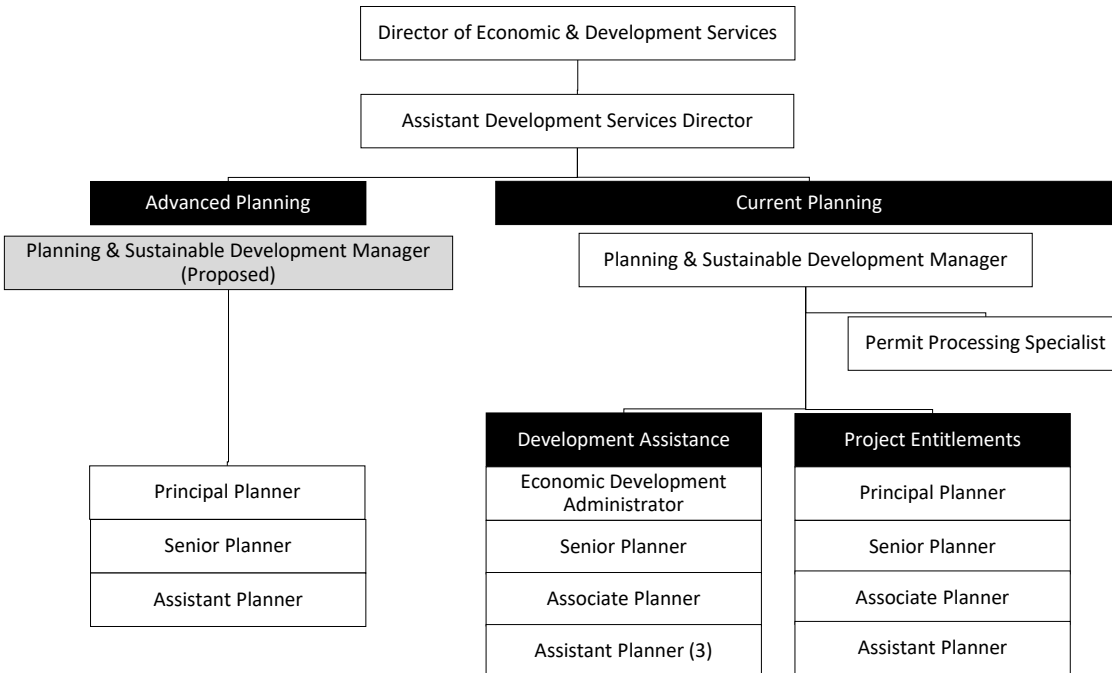 Director of Economic & Development Services
Assistant Development Services Director
Advanced Planning
Current Planning
Planning & Sustainable Development Manager
(Proposed)
Planning & Sustainable Development Manager
Permit Processing Specialist
Development Assistance
Project Entitlements
Principal Planner
Senior Planner
Assistant Planner
Economic Development
Administrator
Senior Planner
Associate Planner
Assistant Planner (3)
Principal Planner
Senior Planner
Associate Planner
Assistant Planner